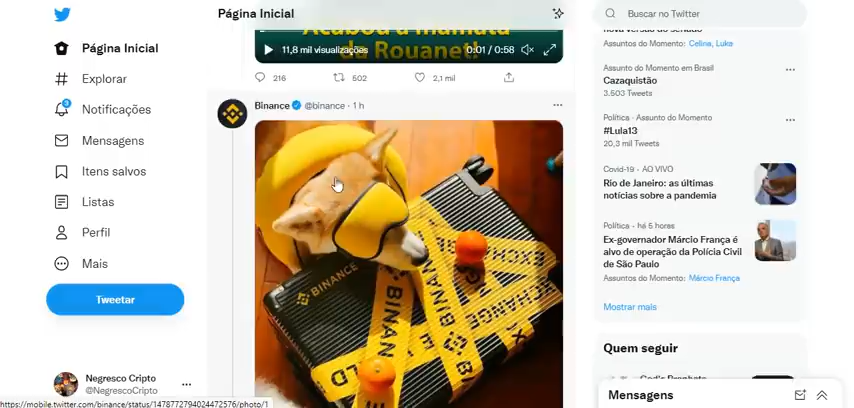 Página Inicial
Explorar
3
Notificações
Mensagens
Itens salvos
Listas
Perfil
Mais
Tweetar
Negresco Cripto
@NegrescoCripto
https://mobile.twitter.com/binance/status/1478772794024472576/photo/1
Página Inicial
Acabou a mamata
da Rouanet!
11,8 mil visualizações
0:01 / 0:58
216
502
2,1 mil
Binance @binance · 1 h
BINANCE
BINAN
BINANCE
EXCHANGE
Buscar no Twitter
nova versão do senado
Assuntos do Momento: Celina, Luka
Assunto do Momento em Brasil
Cazaquistão
3.503 Tweets
Política · Assunto do Momento
#Lula13
20,3 mil Tweets
Covid-19 · AO VIVO
Rio de Janeiro: as últimas
notícias sobre a pandemia
Política · há 5 horas
Ex-governador Márcio França é
alvo de operação da Polícia Civil
de São Paulo
Assuntos do Momento: Márcio França
Mostrar mais
Quem seguir
Mensagens